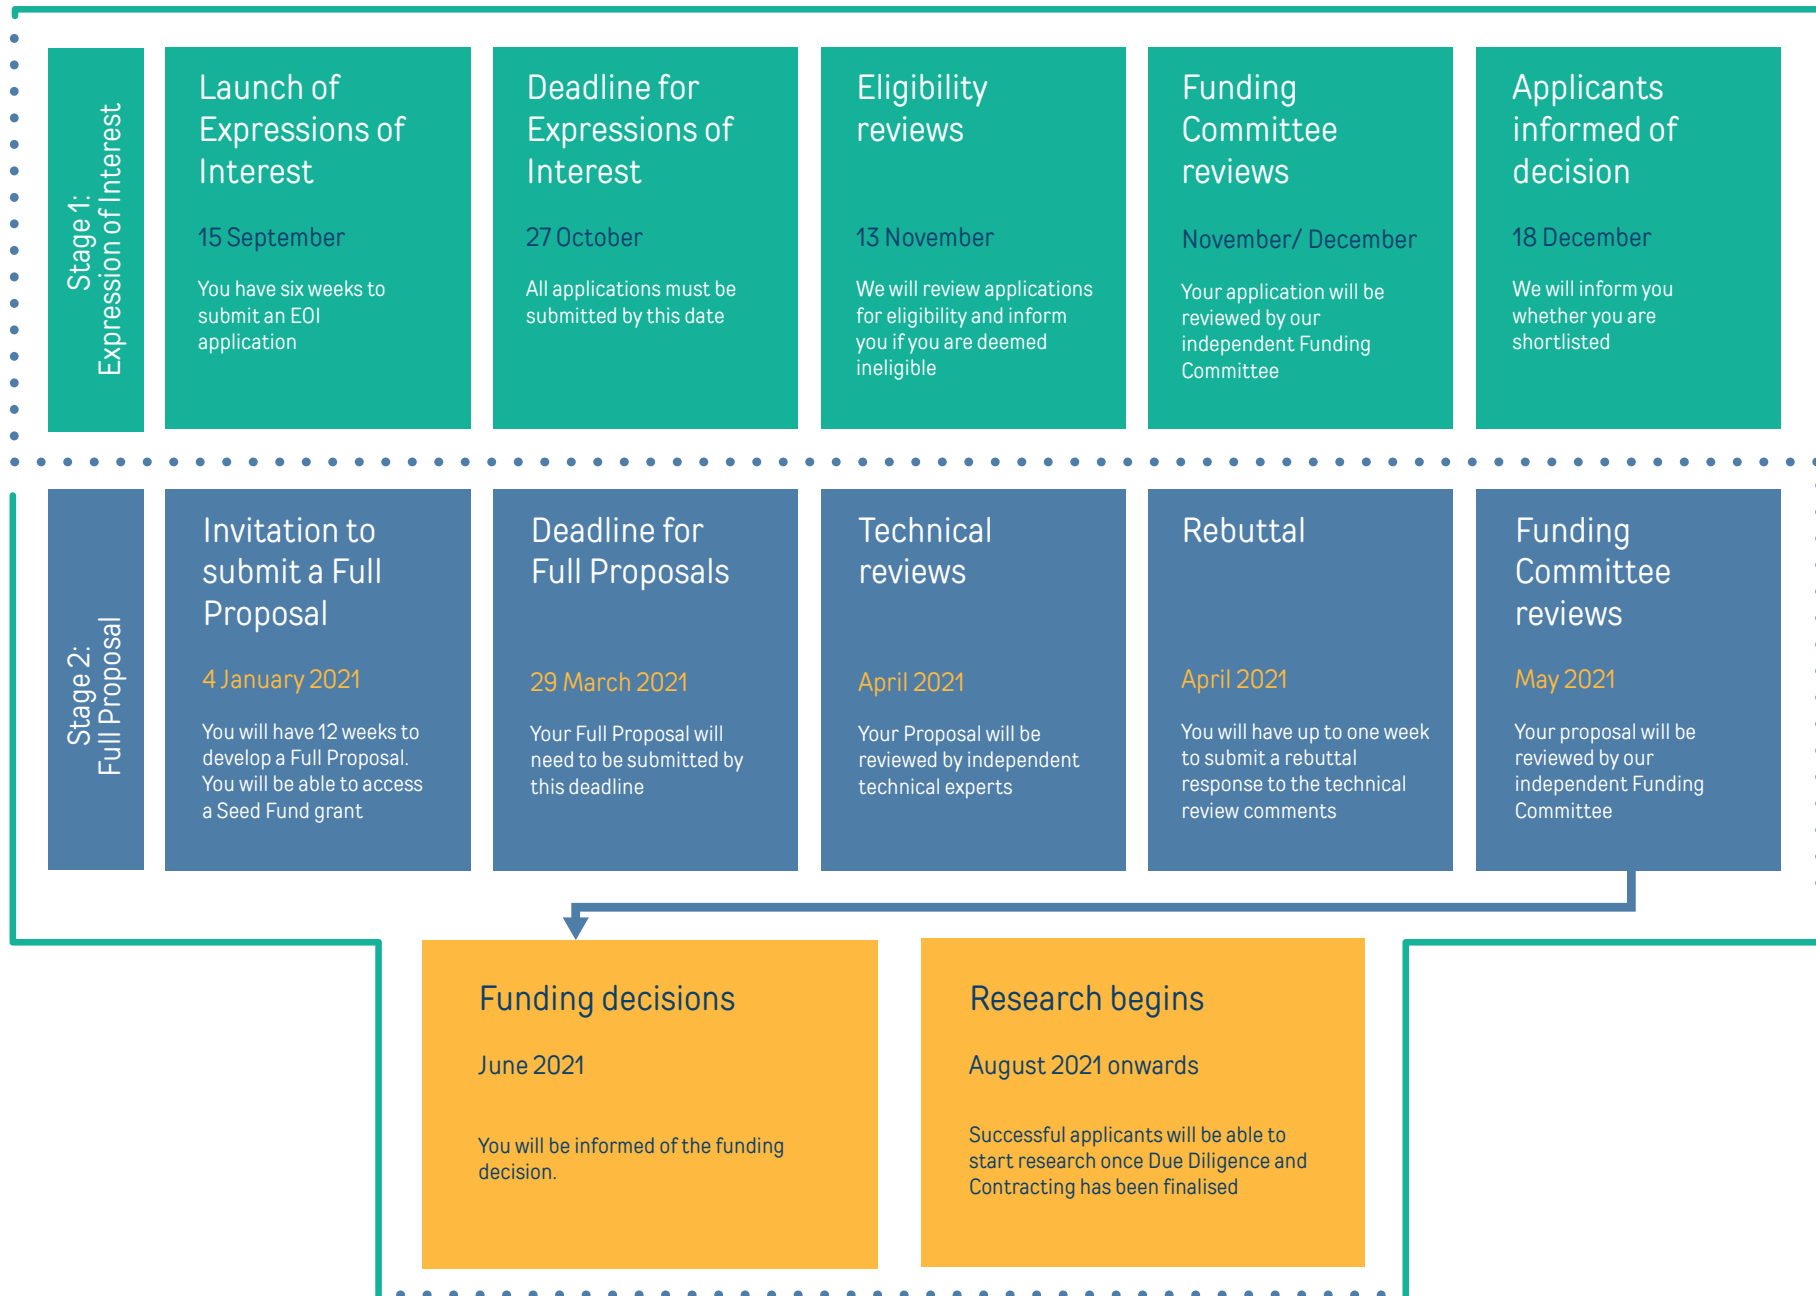 Stage 1:
Expression of Interest
Launch of
Expressions of
Interest
15 September
You have six weeks to
submit an EOI
application
Deadline for
Expressions of
Interest
27 October
All applications must be
submitted by this date
Eligibility
reviews
13 November
We will review applications
for eligibility and inform
you if you are deemed
ineligible
Funding
Committee
reviews
November/ December
Your application will be
reviewed by our
independent Funding
Committee
Applicants
informed of
decision
18 December
We will inform you
whether you are
shortlisted
Stage 2:
Full Proposal
Invitation to
submit a Full
Proposal
4 January 2021
You will have 12 weeks to
develop a Full Proposal.
You will be able to access
a Seed Fund grant
Deadline for
Full Proposals
29 March 2021
Your Full Proposal will
need to be submitted by
this deadline
Technical
reviews
April 2021
Your Proposal will be
reviewed by independent
technical experts
Rebuttal
April 2021
You will have up to one week
to submit a rebuttal
response to the technical
review comments
Funding
Committee
reviews
May 2021
Your proposal will be
reviewed by our
independent Funding
Committee
Funding decisions
June 2021
You will be informed of the funding
decision.
Research begins
August 2021 onwards
Successful applicants will be able to
start research once Due Diligence and
Contracting has been finalised